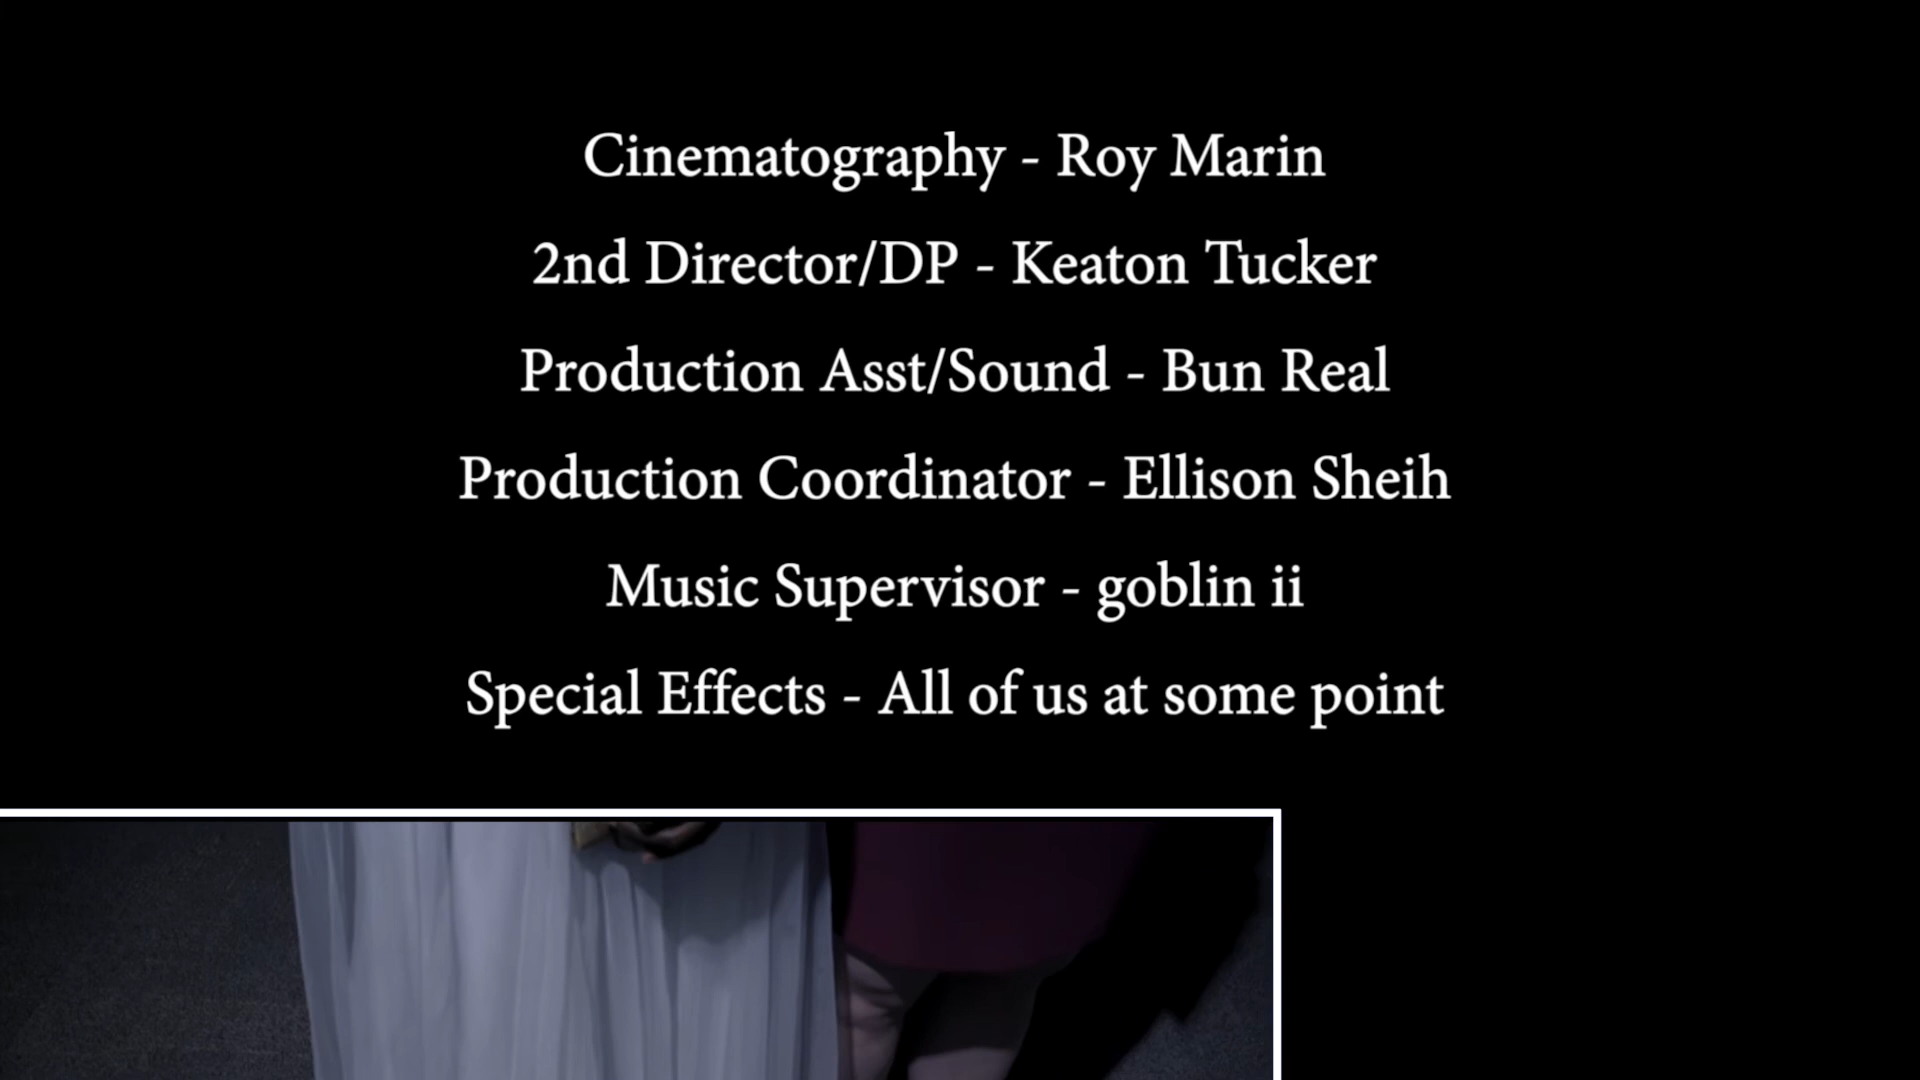 Cinematography - Roy Marin
2nd Director/DP - Keaton Tucker
Production Asst/Sound - Bun Real
Production Coordinator - Ellison Sheih
Music Supervisor - goblin ii
Special Effects - All of us at some point